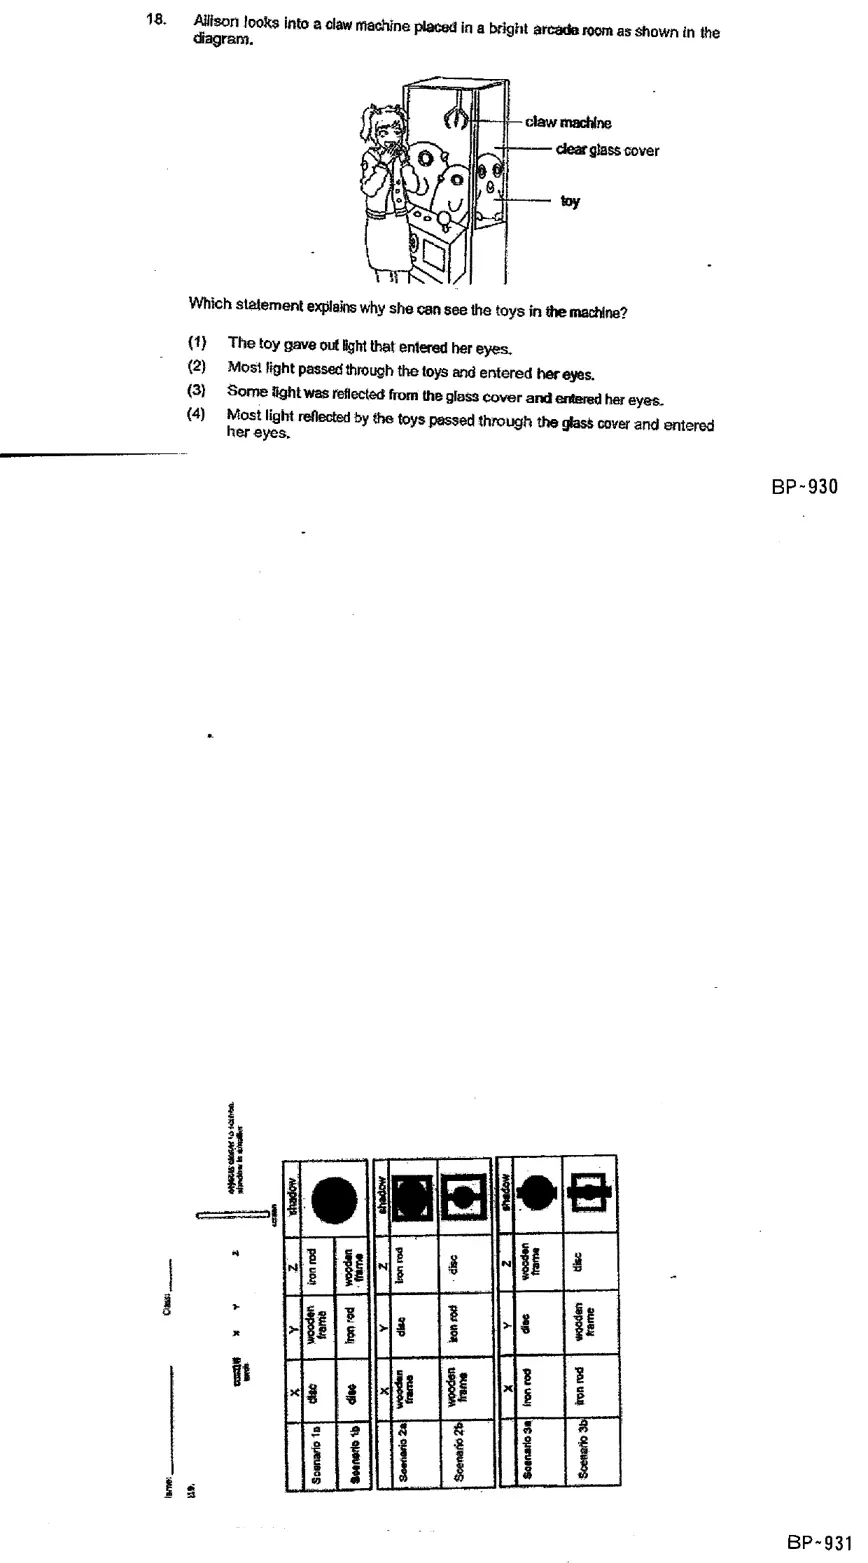 18. Allison looks into a claw machine placed in a bright arcade room as shown in the
diagram.
claw machine
clear glass cover
toy
Which statement explains why she can see the toys in the machine?
(1) The toy gave out light that entered her eyes.
(2) Most light passed through the toys and entered her eyes.
(3) Some light was reflected from the glass cover and entered her eyes.
(4) Most light reflected by the toys passed through the glass cover and entered
her eyes.
BP-930
Class:
19.
X Y Z
screen
X Y Z shadow
Scenario 1a disc wooden frame iron rod
Scenario 1b disc iron rod wooden frame
X Y Z shadow
Scenario 2a wooden frame disc iron rod
Scenario 2b wooden frame iron rod disc
X Y Z shadow
Scenario 3a iron rod disc wooden frame
Scenario 3b iron rod wooden frame disc
BP-931